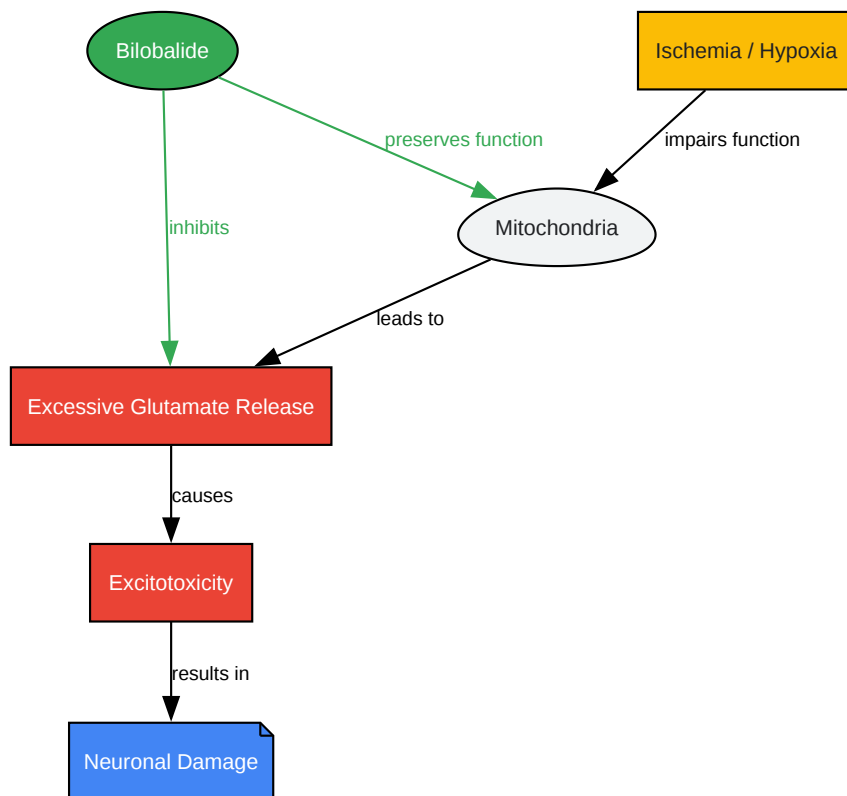 Bilobalide
Ischemia / Hypoxia
preserves function
impairs function
inhibits
Mitochondria
leads to
Excessive Glutamate Release
causes
Excitotoxicity
results in
Neuronal Damage